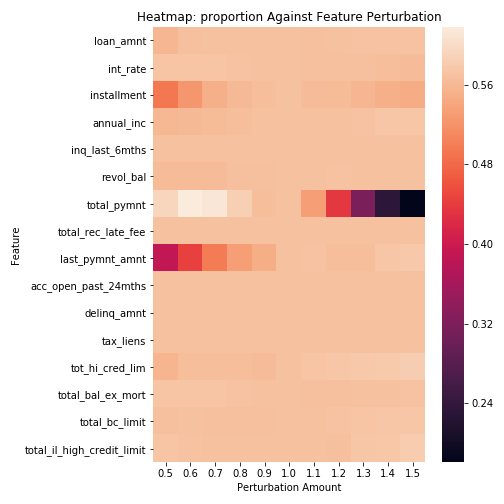 Heatmap: proportion Against Feature Perturbation
loan_amnt
int_rate
installment
annual_inc
inq_last_6mths
revol_bal
total_pymnt
total_rec_late_fee
last_pymnt_amnt
acc_open_past_24mths
delinq_amnt
tax_liens
tot_hi_cred_lim
total_bal_ex_mort
total_bc_limit
total_il_high_credit_limit
Feature
0.5 0.6 0.7 0.8 0.9 1.0 1.1 1.2 1.3 1.4 1.5
Perturbation Amount
0.56
0.48
0.40
0.32
0.24